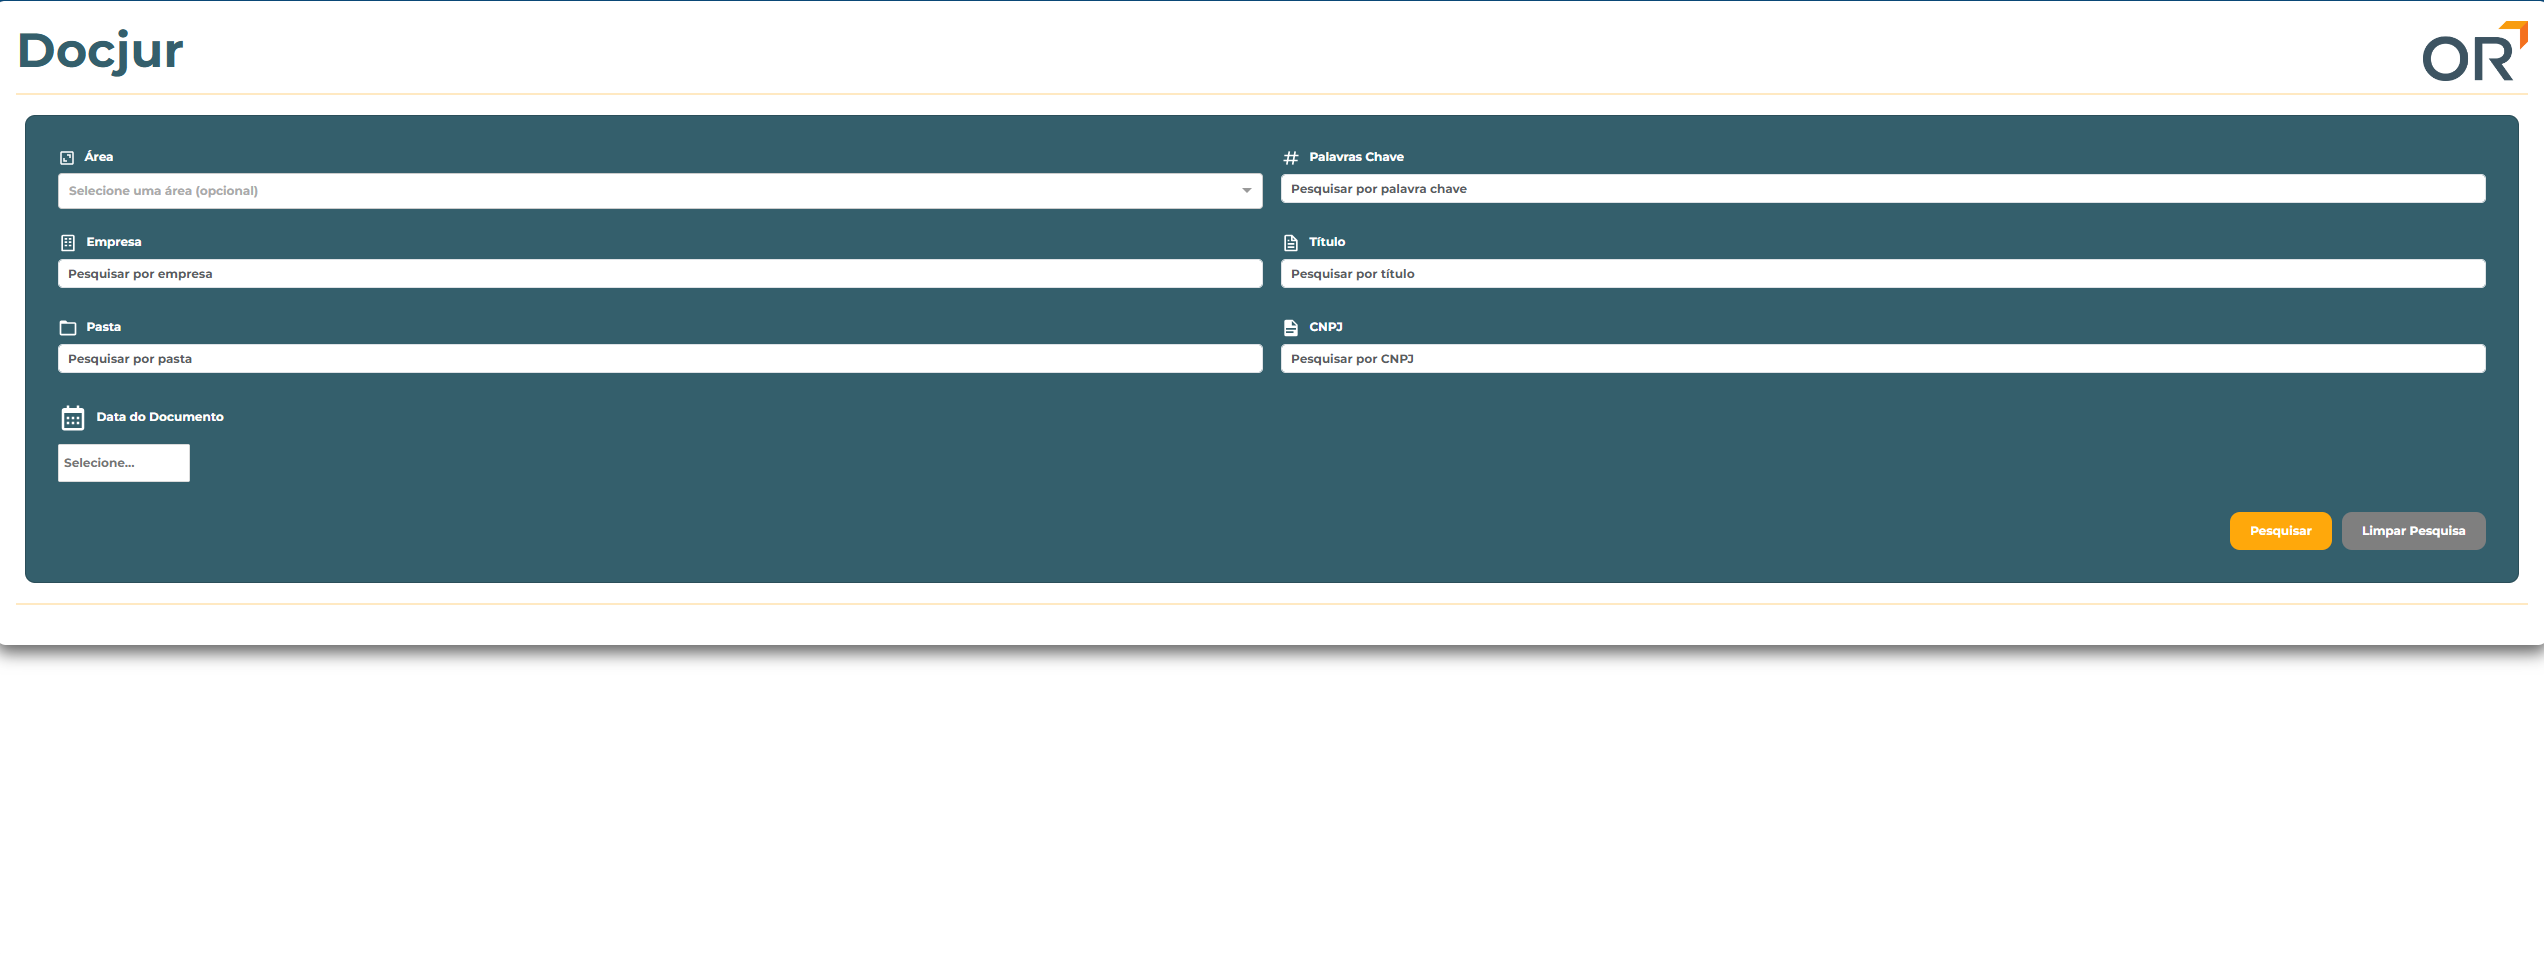 Docjur
OR
Área
Selecione uma área (opcional)
Palavras Chave
Pesquisar por palavra chave
Empresa
Pesquisar por empresa
Título
Pesquisar por título
Pasta
Pesquisar por pasta
CNPJ
Pesquisar por CNPJ
Data do Documento
Selecione...
Pesquisar
Limpar Pesquisa